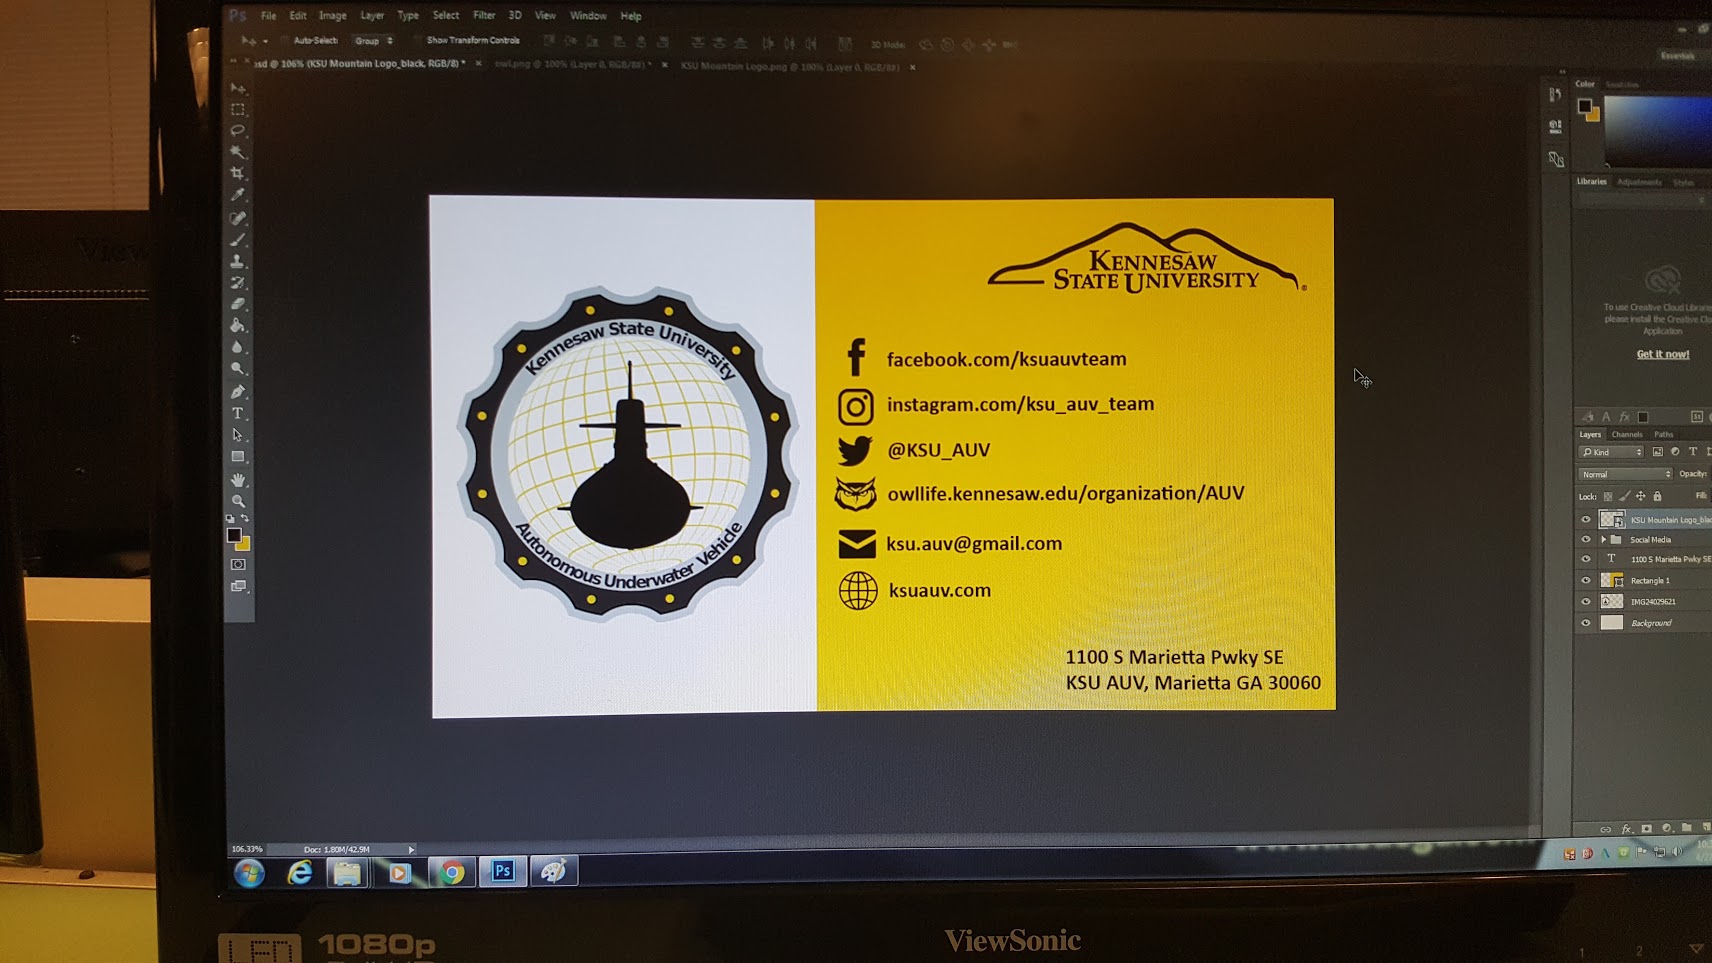 Ps File Edit Image Layer Type Select Filter 3D View Window Help
Auto-Select: Group Show Transform Controls 3D Mode:
.psd @ 106% (KSU Mountain Logo_black, RGB/8) * × owl.png @ 100% (Layer 0, RGB/8#) * × KSU Mountain Logo.png @ 100% (Layer 0, RGB/8#) ×
Essentials
Color Swatches
Libraries Adjustments Styles
To use Creative Cloud Libraries
please install the Creative
Application
Get it now!
Kennesaw State University
Autonomous Underwater Vehicle
KENNESAW
STATE UNIVERSITY
®
facebook.com/ksuauvteam
instagram.com/ksu_auv_team
@KSU_AUV
owllife.kennesaw.edu/organization/AUV
ksu.auv@gmail.com
ksuauv.com
1100 S Marietta Pwky SE
KSU AUV, Marietta GA 30060
Layers Channels Paths
Kind
Normal Opacity:
Lock: Fill
KSU Mountain Logo_blac
Social Media
1100 S Marietta Pwky SE
Rectangle 1
IMG24029621
Background
106.33% Doc: 1.80M/42.9M
Ps
ViewSonic
LED 1080p
1 2